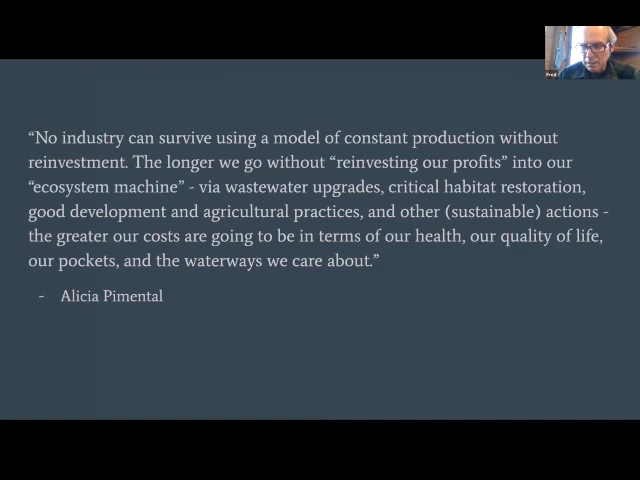 Fred
“No industry can survive using a model of constant production without
reinvestment. The longer we go without “reinvesting our profits” into our
“ecosystem machine” - via wastewater upgrades, critical habitat restoration,
good development and agricultural practices, and other (sustainable) actions -
the greater our costs are going to be in terms of our health, our quality of life,
our pockets, and the waterways we care about.”
- Alicia Pimental